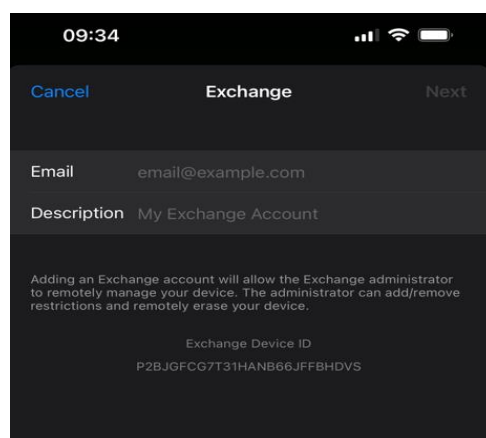 09:34
Cancel Exchange Next
Email email@example.com
Description My Exchange Account
Adding an Exchange account will allow the Exchange administrator
to remotely manage your device. The administrator can add/remove
restrictions and remotely erase your device.
Exchange Device ID
P2BJGFCG7T31HANB66JFFBHDVS